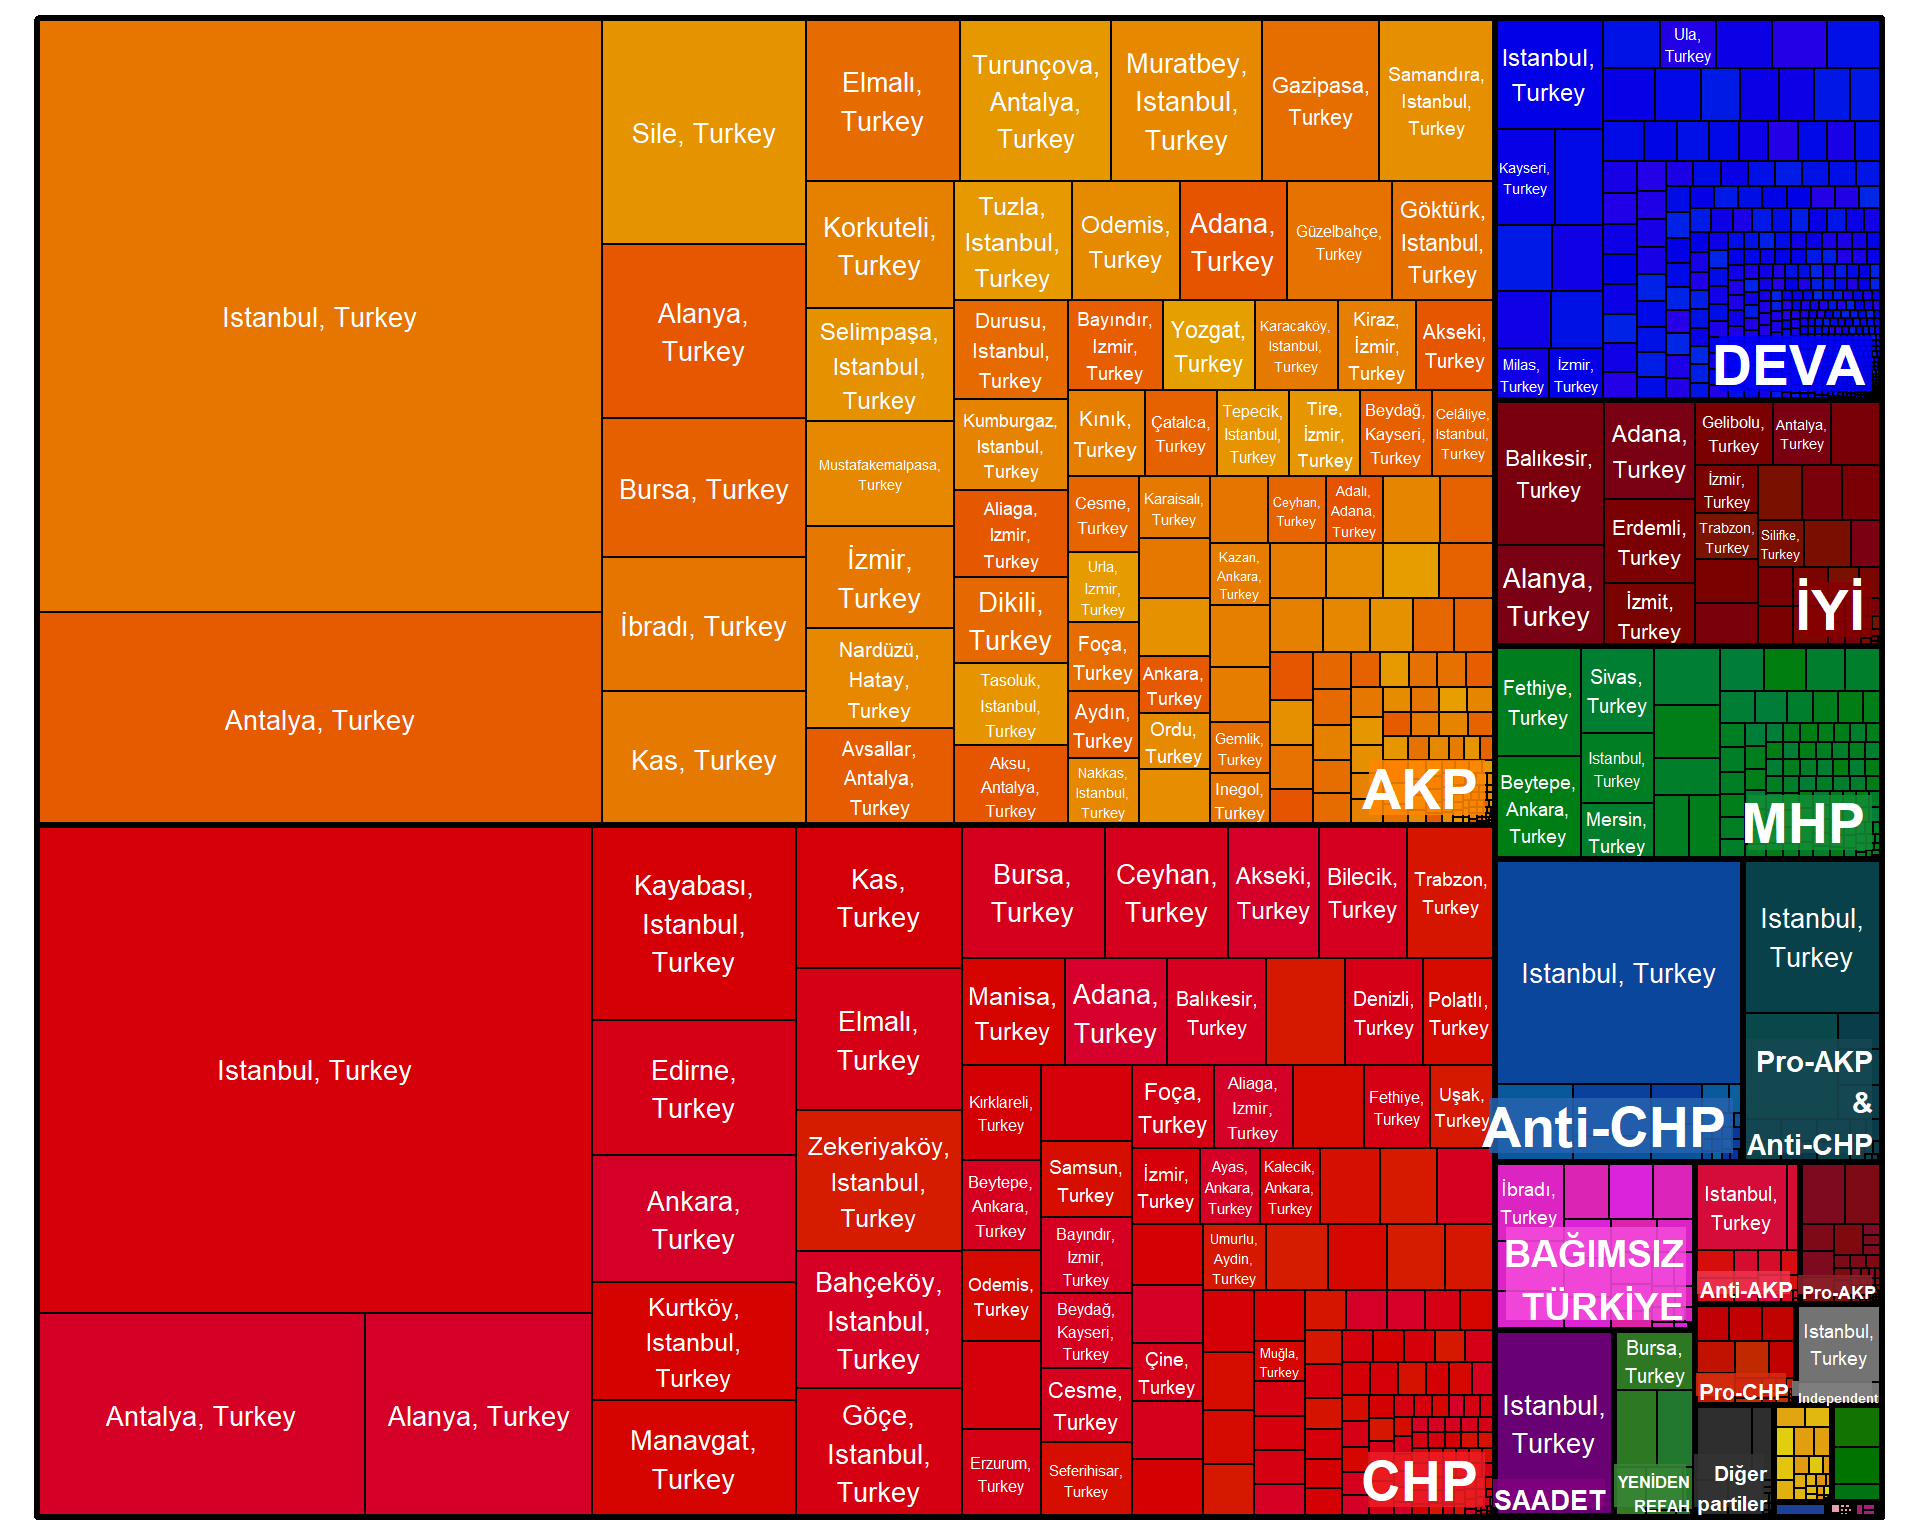 Istanbul, Turkey
Antalya, Turkey
Sile, Turkey
Alanya,
Turkey
Bursa, Turkey
İbradı, Turkey
Kas, Turkey
Elmalı,
Turkey
Korkuteli,
Turkey
Selimpaşa,
Istanbul,
Turkey
Mustafakemalpasa,
Turkey
İzmir,
Turkey
Nardüzü,
Hatay,
Turkey
Avsallar,
Antalya,
Turkey
Turunçova,
Antalya,
Turkey
Muratbey,
Istanbul,
Turkey
Gazipasa,
Turkey
Samandıra,
Istanbul,
Turkey
Tuzla,
Istanbul,
Turkey
Odemis,
Turkey
Adana,
Turkey
Güzelbahçe,
Turkey
Göktürk,
Istanbul,
Turkey
Durusu,
Istanbul,
Turkey
Kumburgaz,
Istanbul,
Turkey
Aliaga,
Izmir,
Turkey
Dikili,
Turkey
Tasoluk,
Istanbul,
Turkey
Aksu,
Antalya,
Turkey
Bayındır,
Izmir,
Turkey
Yozgat,
Turkey
Karacaköy,
Istanbul,
Turkey
Kiraz,
İzmir,
Turkey
Akseki,
Turkey
Kınık,
Turkey
Çatalca,
Turkey
Tepecik,
Istanbul,
Turkey
Tire,
İzmir,
Turkey
Beydağ,
Kayseri,
Turkey
Celâliye,
Istanbul,
Turkey
Cesme,
Turkey
Urla,
Izmir,
Turkey
Foça,
Turkey
Aydın,
Turkey
Nakkas,
Istanbul,
Turkey
Karaisalı,
Turkey
Ankara,
Turkey
Ordu,
Turkey
Ceyhan,
Turkey
Adalı,
Adana,
Turkey
Kazan,
Ankara,
Turkey
Gemlik,
Turkey
Inegol,
Turkey
AKP
Istanbul, Turkey
Antalya, Turkey
Alanya, Turkey
Kayabası,
Istanbul,
Turkey
Edirne,
Turkey
Ankara,
Turkey
Kurtköy,
Istanbul,
Turkey
Manavgat,
Turkey
Kas,
Turkey
Elmalı,
Turkey
Zekeriyaköy,
Istanbul,
Turkey
Bahçeköy,
Istanbul,
Turkey
Göçe,
Istanbul,
Turkey
Bursa,
Turkey
Ceyhan,
Turkey
Akseki,
Turkey
Bilecik,
Turkey
Trabzon,
Turkey
Manisa,
Turkey
Adana,
Turkey
Balıkesir,
Turkey
Denizli,
Turkey
Polatlı,
Turkey
Kırklareli,
Turkey
Beytepe,
Ankara,
Turkey
Odemis,
Turkey
Erzurum,
Turkey
Samsun,
Turkey
Bayındır,
Izmir,
Turkey
Beydağ,
Kayseri,
Turkey
Cesme,
Turkey
Seferihisar,
Turkey
Foça,
Turkey
Aliaga,
Izmir,
Turkey
Fethiye,
Turkey
Uşak,
Turkey
İzmir,
Turkey
Ayas,
Ankara,
Turkey
Kalecik,
Ankara,
Turkey
Çine,
Turkey
Umurlu,
Aydin,
Turkey
Muğla,
Turkey
CHP
Istanbul,
Turkey
Kayseri,
Turkey
Milas,
Turkey
İzmir,
Turkey
Ula,
Turkey
DEVA
Balıkesir,
Turkey
Alanya,
Turkey
Adana,
Turkey
Erdemli,
Turkey
İzmit,
Turkey
Gelibolu,
Turkey
Antalya,
Turkey
İzmir,
Turkey
Trabzon,
Turkey
Silifke,
Turkey
İYİ
Fethiye,
Turkey
Beytepe,
Ankara,
Turkey
Sivas,
Turkey
Istanbul,
Turkey
Mersin,
Turkey
MHP
Istanbul, Turkey
Anti-CHP
Istanbul,
Turkey
Pro-AKP
&
Anti-CHP
İbradı,
Turkey
BAĞIMSIZ
TÜRKİYE
Istanbul,
Turkey
Anti-AKP
Pro-AKP
Istanbul,
Turkey
SAADET
Bursa,
Turkey
YENİDEN
REFAH
Pro-CHP
Istanbul,
Turkey
Independent
Diğer
partiler